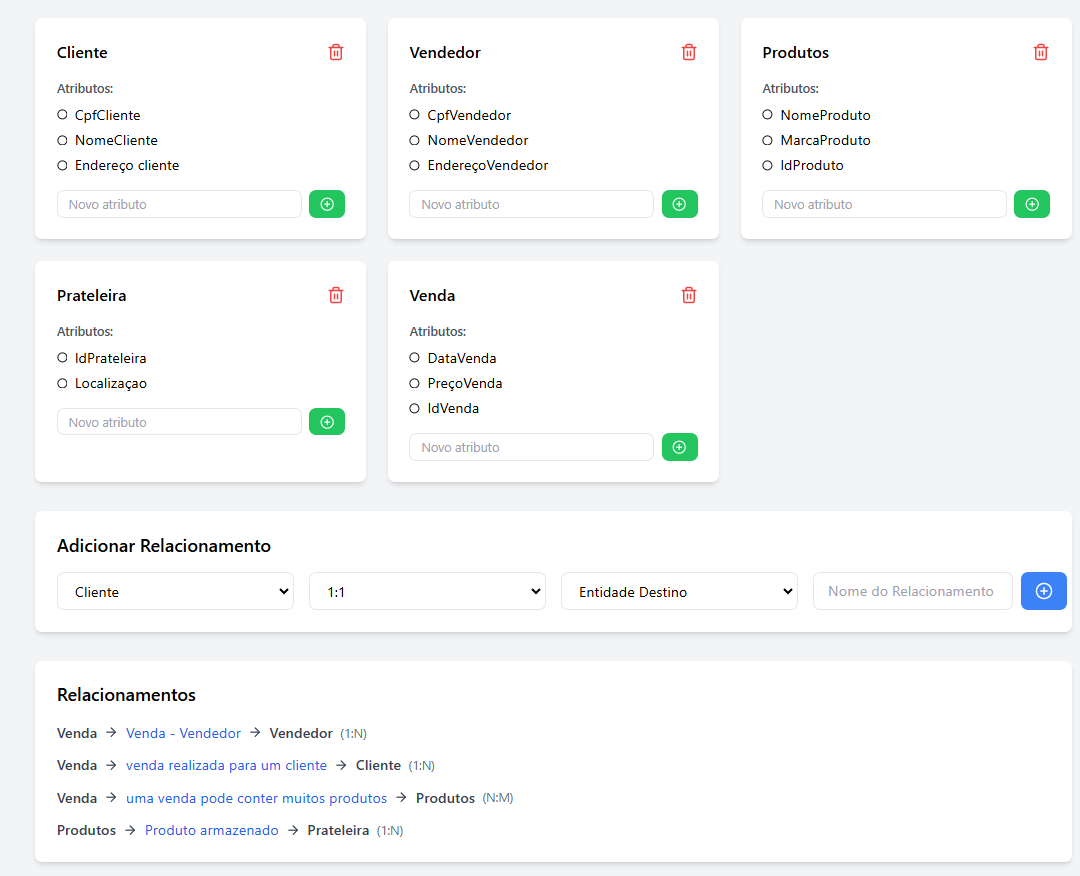 Cliente
Atributos:
CpfCliente
NomeCliente
Endereço cliente
Novo atributo
Vendedor
Atributos:
CpfVendedor
NomeVendedor
EndereçoVendedor
Novo atributo
Produtos
Atributos:
NomeProduto
MarcaProduto
IdProduto
Novo atributo
Prateleira
Atributos:
IdPrateleira
Localizaçao
Novo atributo
Venda
Atributos:
DataVenda
PreçoVenda
IdVenda
Novo atributo
Adicionar Relacionamento
Cliente 1:1 Entidade Destino Nome do Relacionamento
Relacionamentos
Venda → Venda - Vendedor → Vendedor (1:N)
Venda → venda realizada para um cliente → Cliente (1:N)
Venda → uma venda pode conter muitos produtos → Produtos (N:M)
Produtos → Produto armazenado → Prateleira (1:N)